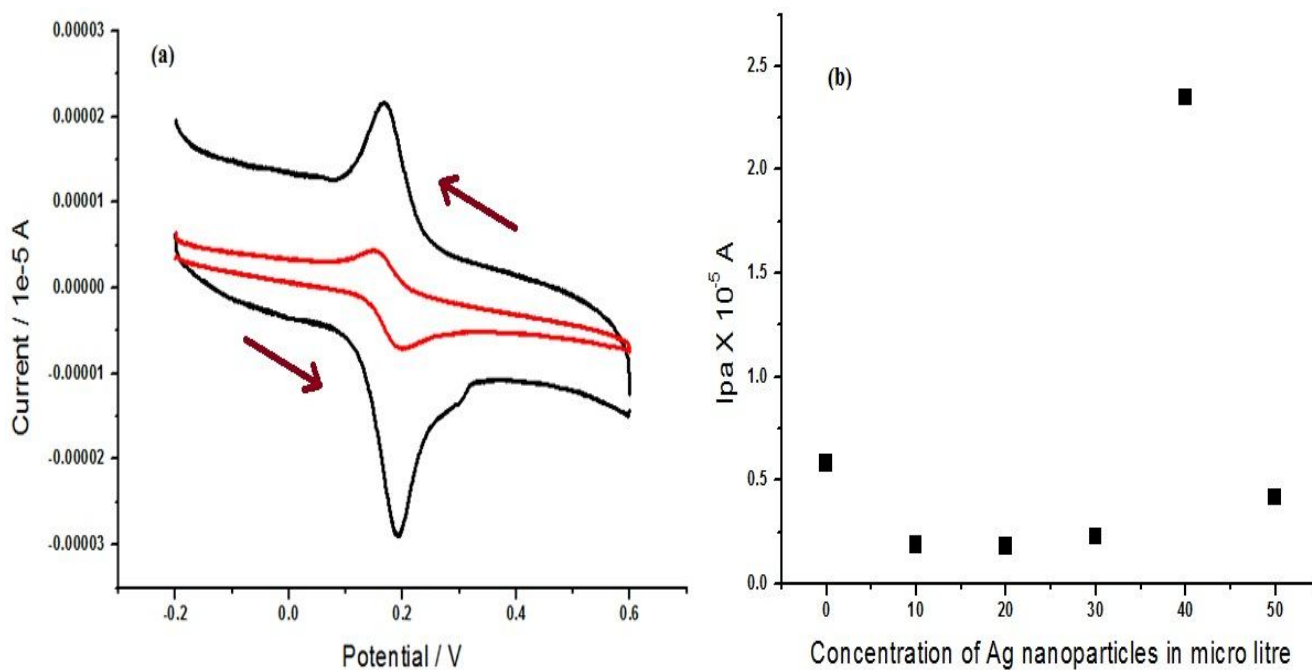 (a)
Current / 1e-5 A
0.00003
0.00002
0.00001
0.00000
-0.00001
-0.00002
-0.00003
-0.2 0.0 0.2 0.4 0.6
Potential / V
(b)
Ipa X 10⁻⁵ A
2.5
2.0
1.5
1.0
0.5
0.0
0 10 20 30 40 50
Concentration of Ag nanoparticles in micro litre